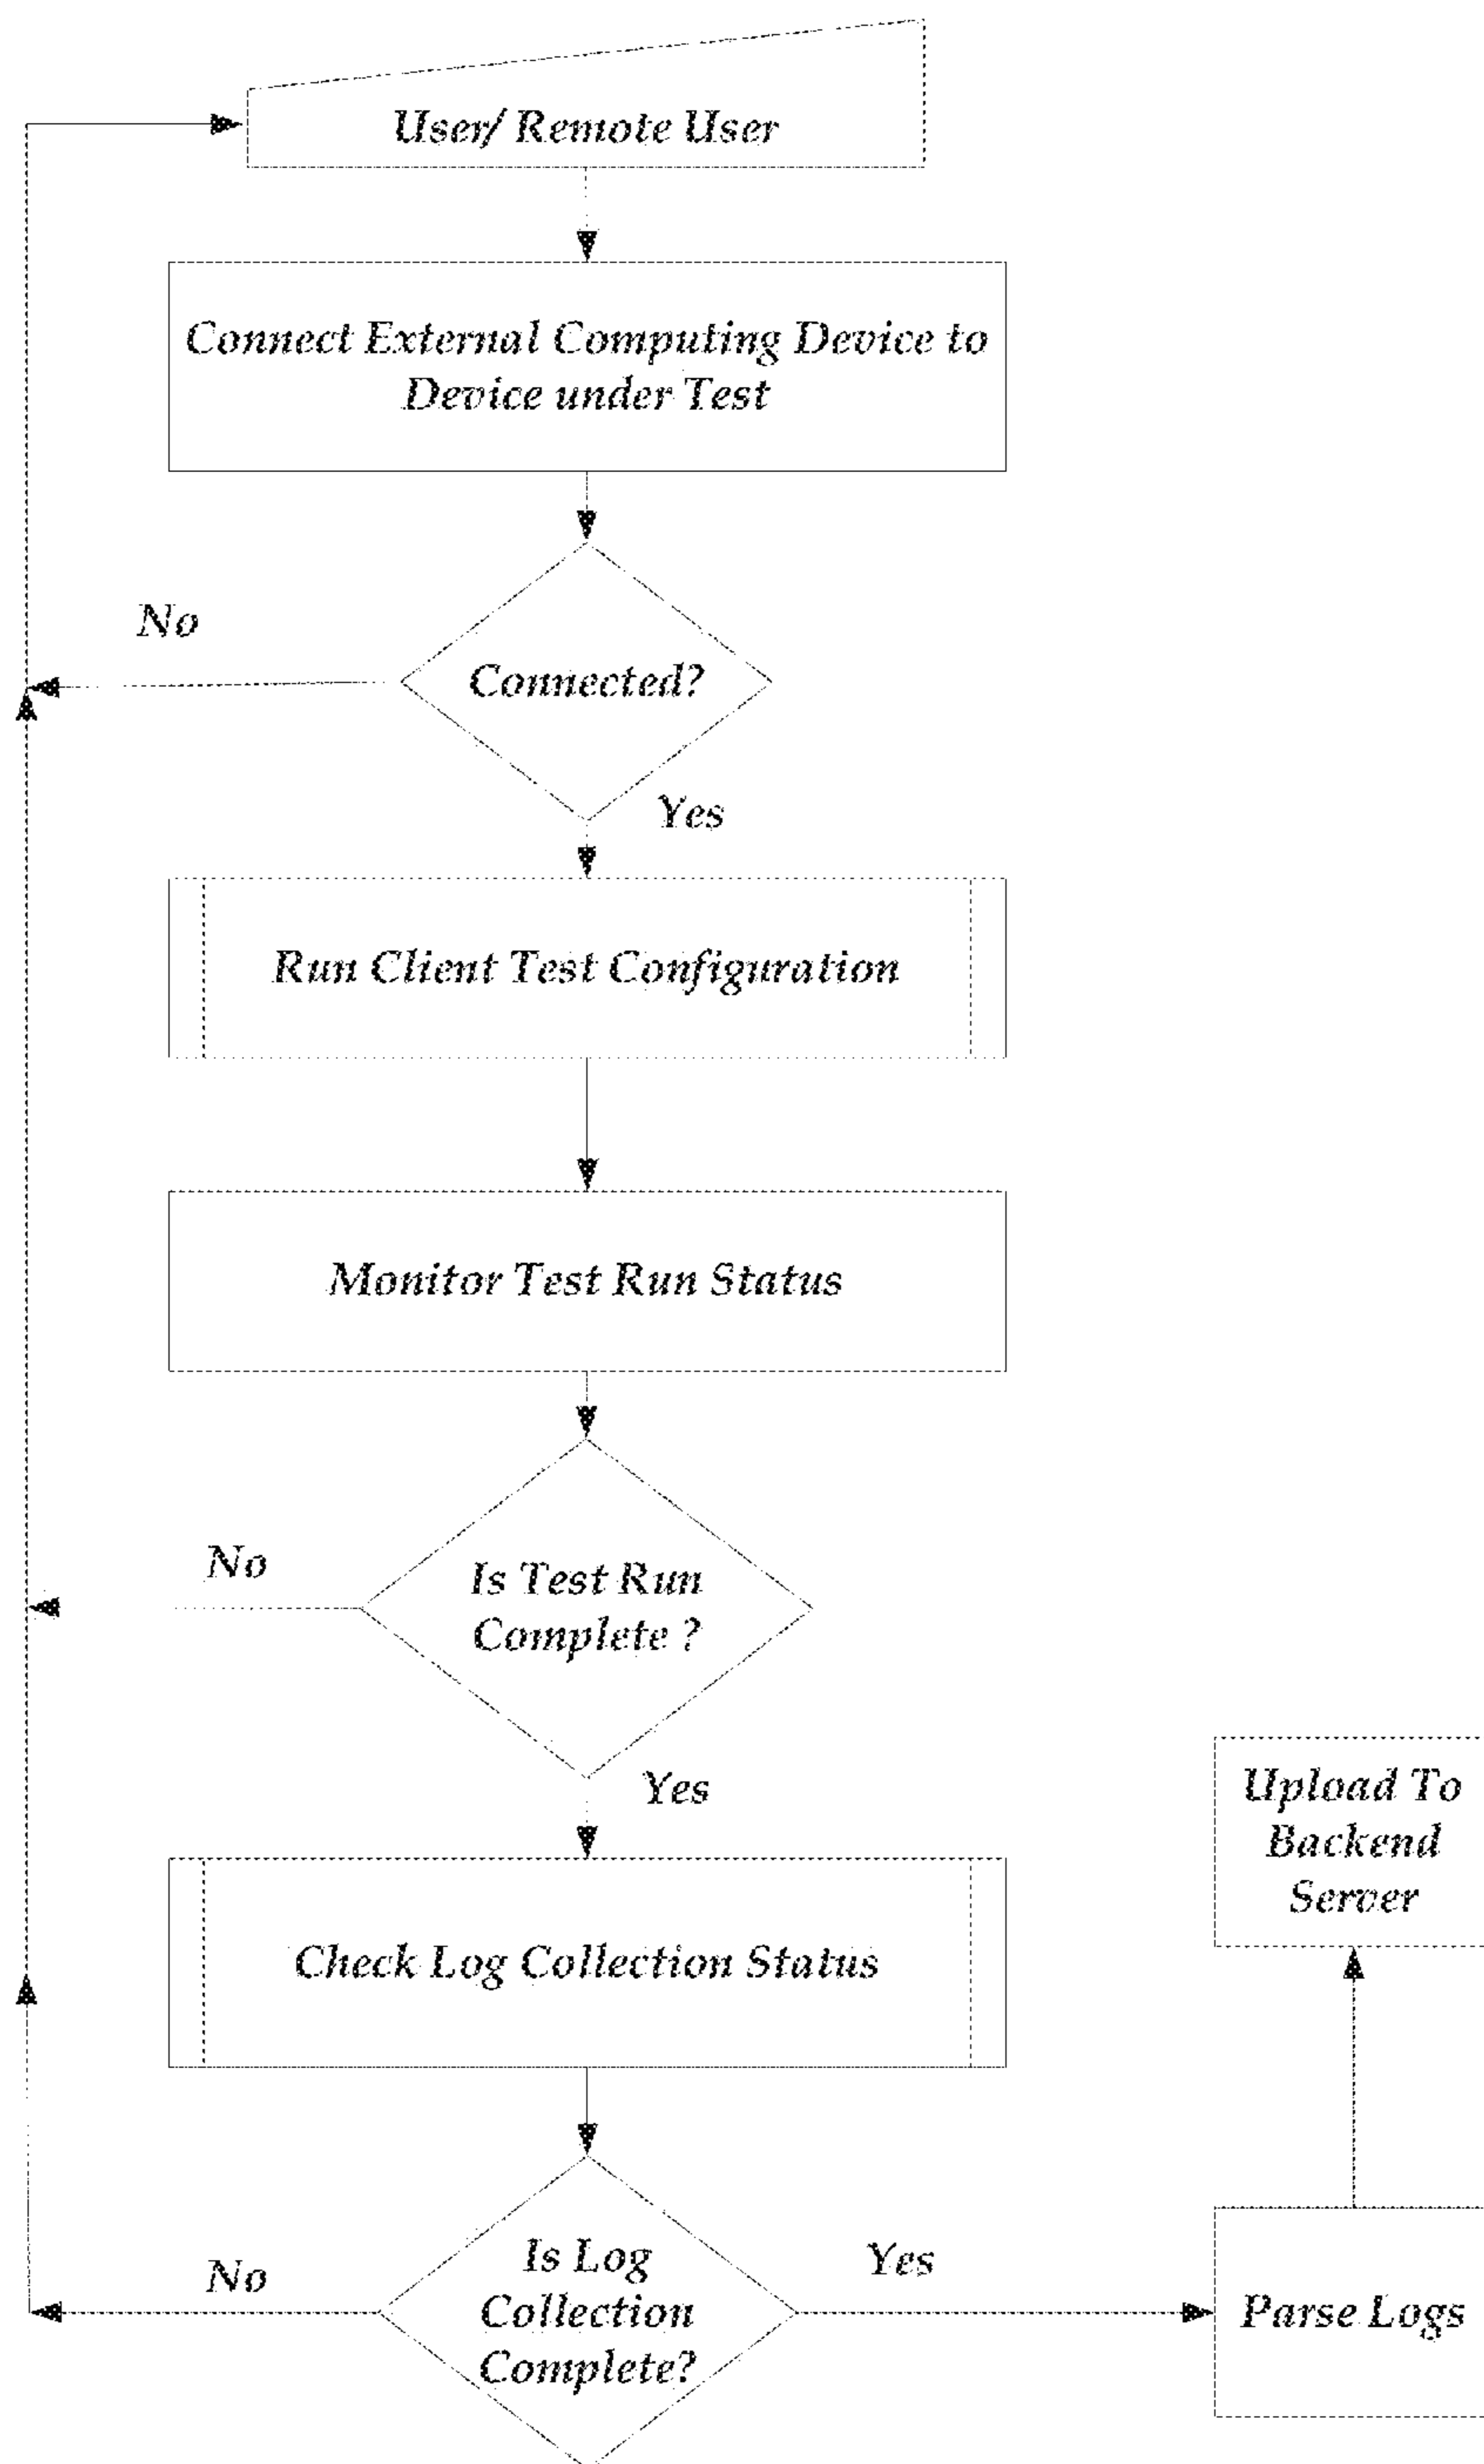 User/ Remote User
Connect External Computing Device to
Device under Test
No
Connected?
Yes
Run Client Test Configuration
Monitor Test Run Status
No
Is Test Run
Complete ?
Yes
Upload To
Backend
Server
Check Log Collection Status
No
Is Log
Collection
Complete?
Yes
Parse Logs